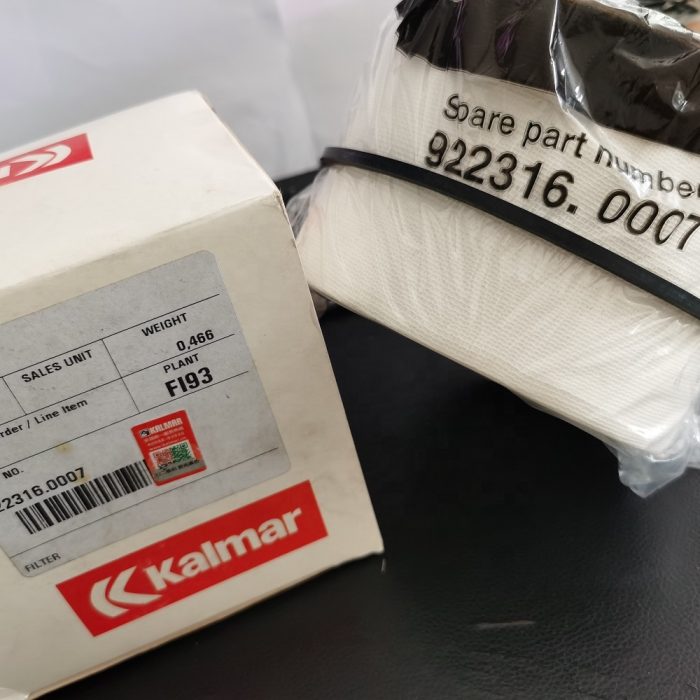 Spare part number
922316. 0007
SALES UNIT
WEIGHT
0,466
PLANT
FI93
rder / Line Item
NO.
22316.0007
KALMAR
FILTER
Kalmar